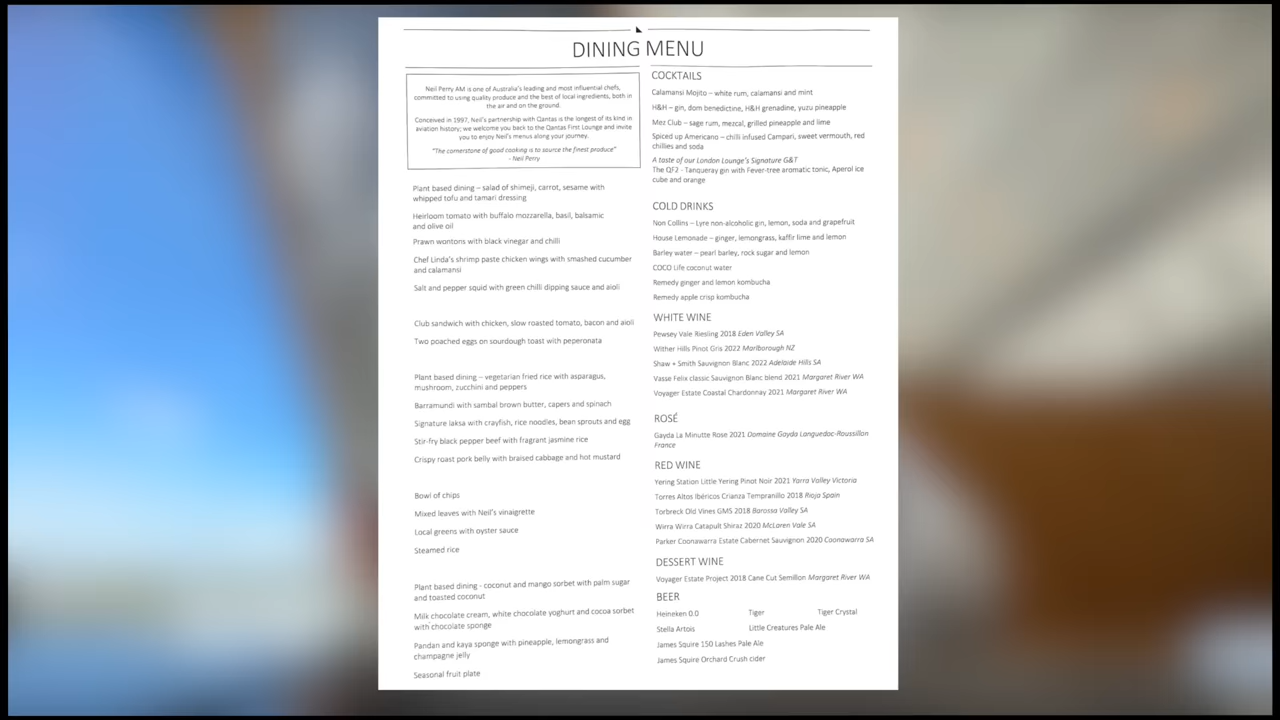 DINING MENU
Neil Perry AM is one of Australia's leading and most influential chefs,
committed to using quality produce and the best of local ingredients, both in
the air and on the ground.
Conceived in 1997, Neil's partnership with Qantas is the longest of its kind in
aviation history; we welcome you back to the Qantas First Lounge and invite
you to enjoy Neil's menus along your journey.
"The cornerstone of good cooking is to source the finest produce"
- Neil Perry
Plant based dining – salad of shimeji, carrot, sesame with
whipped tofu and tamari dressing
Heirloom tomato with buffalo mozzarella, basil, balsamic
and olive oil
Prawn wontons with black vinegar and chilli
Chef Linda's shrimp paste chicken wings with smashed cucumber
and calamansi
Salt and pepper squid with green chilli dipping sauce and aioli
Club sandwich with chicken, slow roasted tomato, bacon and aioli
Two poached eggs on sourdough toast with peperonata
Plant based dining – vegetarian fried rice with asparagus,
mushroom, zucchini and peppers
Barramundi with sambal brown butter, capers and spinach
Signature laksa with crayfish, rice noodles, bean sprouts and egg
Stir-fry black pepper beef with fragrant jasmine rice
Crispy roast pork belly with braised cabbage and hot mustard
Bowl of chips
Mixed leaves with Neil's vinaigrette
Local greens with oyster sauce
Steamed rice
Plant based dining - coconut and mango sorbet with palm sugar
and toasted coconut
Milk chocolate cream, white chocolate yoghurt and cocoa sorbet
with chocolate sponge
Pandan and kaya sponge with pineapple, lemongrass and
champagne jelly
Seasonal fruit plate
COCKTAILS
Calamansi Mojito – white rum, calamansi and mint
H&H – gin, dom benedictine, H&H grenadine, yuzu pineapple
Mez Club – sage rum, mezcal, grilled pineapple and lime
Spiced up Americano – chilli infused Campari, sweet vermouth, red
chillies and soda
A taste of our London Lounge's Signature G&T
The QF2 - Tanqueray gin with Fever-tree aromatic tonic, Aperol ice
cube and orange
COLD DRINKS
Non Collins – Lyre non-alcoholic gin, lemon, soda and grapefruit
House Lemonade – ginger, lemongrass, kaffir lime and lemon
Barley water – pearl barley, rock sugar and lemon
COCO Life coconut water
Remedy ginger and lemon kombucha
Remedy apple crisp kombucha
WHITE WINE
Pewsey Vale Riesling 2018 Eden Valley SA
Wither Hills Pinot Gris 2022 Marlborough NZ
Shaw + Smith Sauvignon Blanc 2022 Adelaide Hills SA
Vasse Felix classic Sauvignon Blanc blend 2021 Margaret River WA
Voyager Estate Coastal Chardonnay 2021 Margaret River WA
ROSÉ
Gayda La Minutte Rose 2021 Domaine Gayda Languedoc-Roussillon
France
RED WINE
Yering Station Little Yering Pinot Noir 2021 Yarra Valley Victoria
Torres Altos Ibéricos Crianza Tempranillo 2018 Rioja Spain
Torbreck Old Vines GMS 2018 Barossa Valley SA
Wirra Wirra Catapult Shiraz 2020 McLaren Vale SA
Parker Coonawarra Estate Cabernet Sauvignon 2020 Coonawarra SA
DESSERT WINE
Voyager Estate Project 2018 Cane Cut Semillon Margaret River WA
BEER
Heineken 0.0 Tiger Tiger Crystal
Stella Artois Little Creatures Pale Ale
James Squire 150 Lashes Pale Ale
James Squire Orchard Crush cider